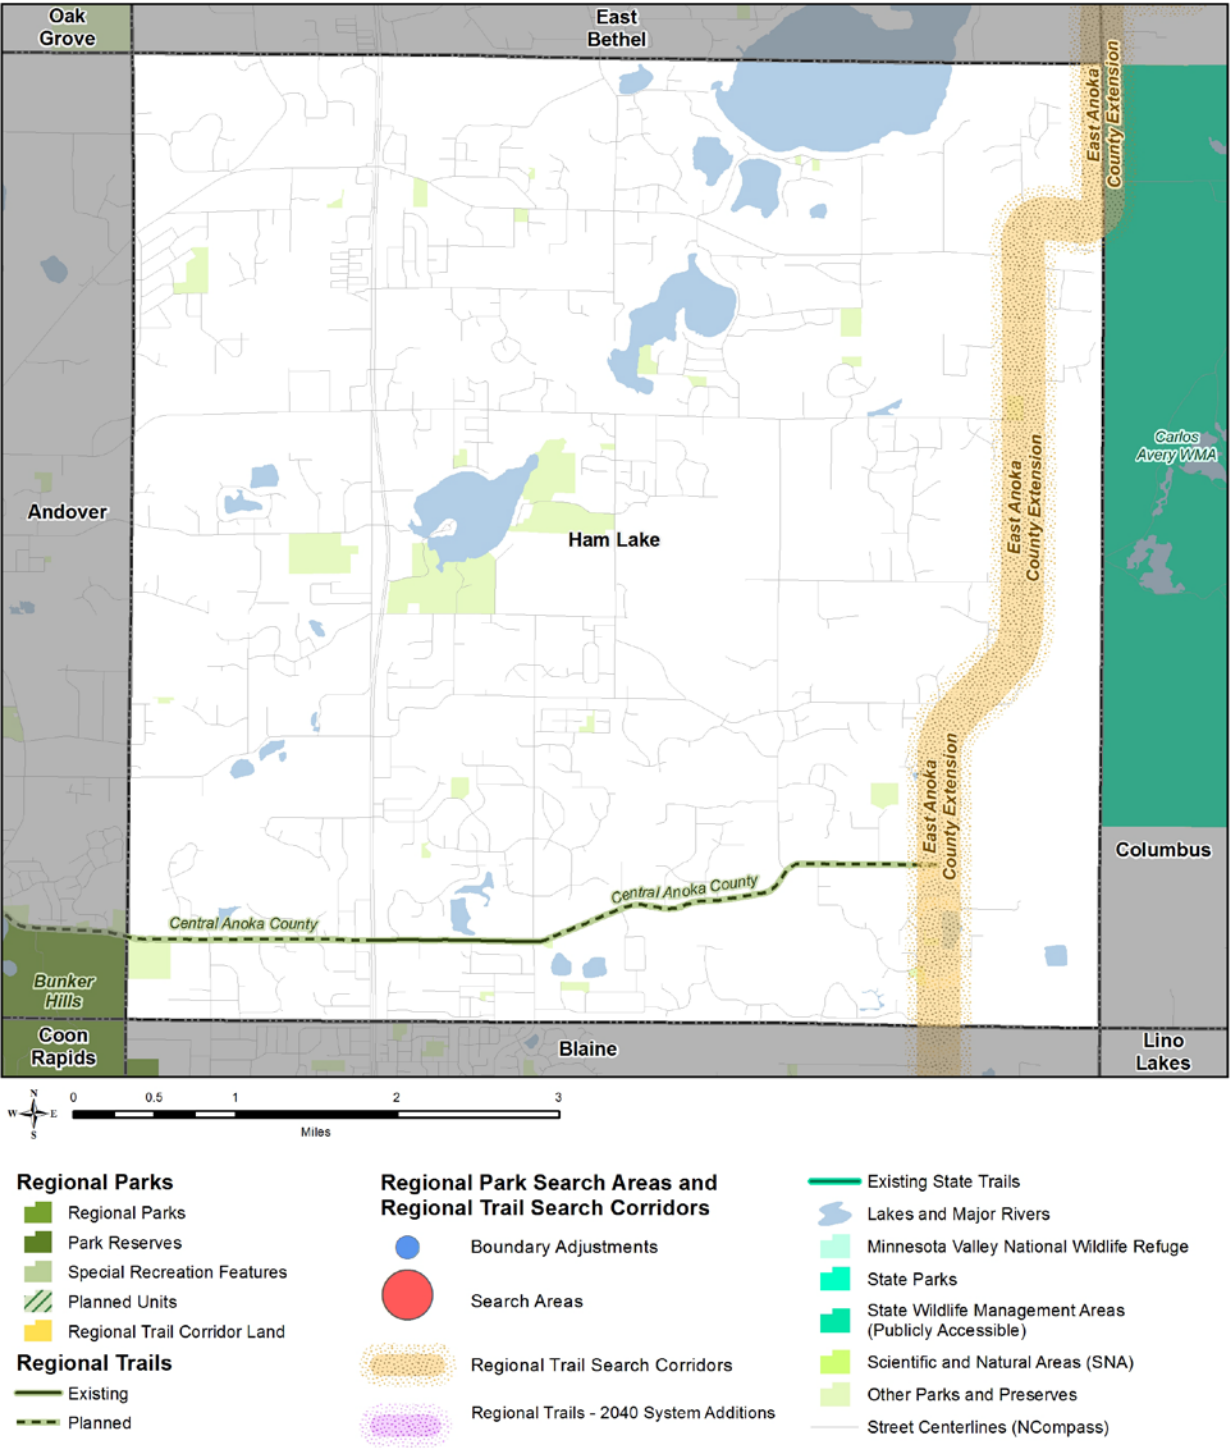 Oak
Grove
East
Bethel
East Anoka
County Extension
Carlos
Avery WMA
Andover
Ham Lake
East Anoka
County Extension
East Anoka
County Extension
Columbus
Central Anoka County
Central Anoka County
Bunker
Hills
Coon
Rapids
Blaine
Lino
Lakes
N
W E
S
0 0.5 1 2 3
Miles
Regional Parks
Regional Parks
Park Reserves
Special Recreation Features
Planned Units
Regional Trail Corridor Land
Regional Trails
Existing
Planned
Regional Park Search Areas and
Regional Trail Search Corridors
Boundary Adjustments
Search Areas
Regional Trail Search Corridors
Regional Trails - 2040 System Additions
Existing State Trails
Lakes and Major Rivers
Minnesota Valley National Wildlife Refuge
State Parks
State Wildlife Management Areas
(Publicly Accessible)
Scientific and Natural Areas (SNA)
Other Parks and Preserves
Street Centerlines (NCompass)